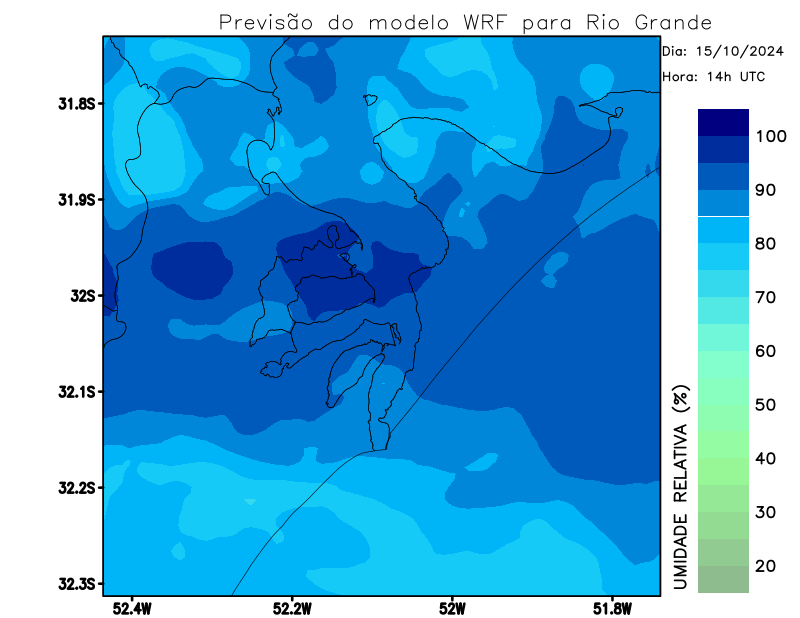 Previsão do modelo WRF para Rio Grande
Dia: 15/10/2024
Hora: 14h UTC
31.8S
31.9S
32S
32.1S
32.2S
32.3S
52.4W
52.2W
52W
51.8W
100
90
80
70
60
50
40
30
20
UMIDADE RELATIVA (%)